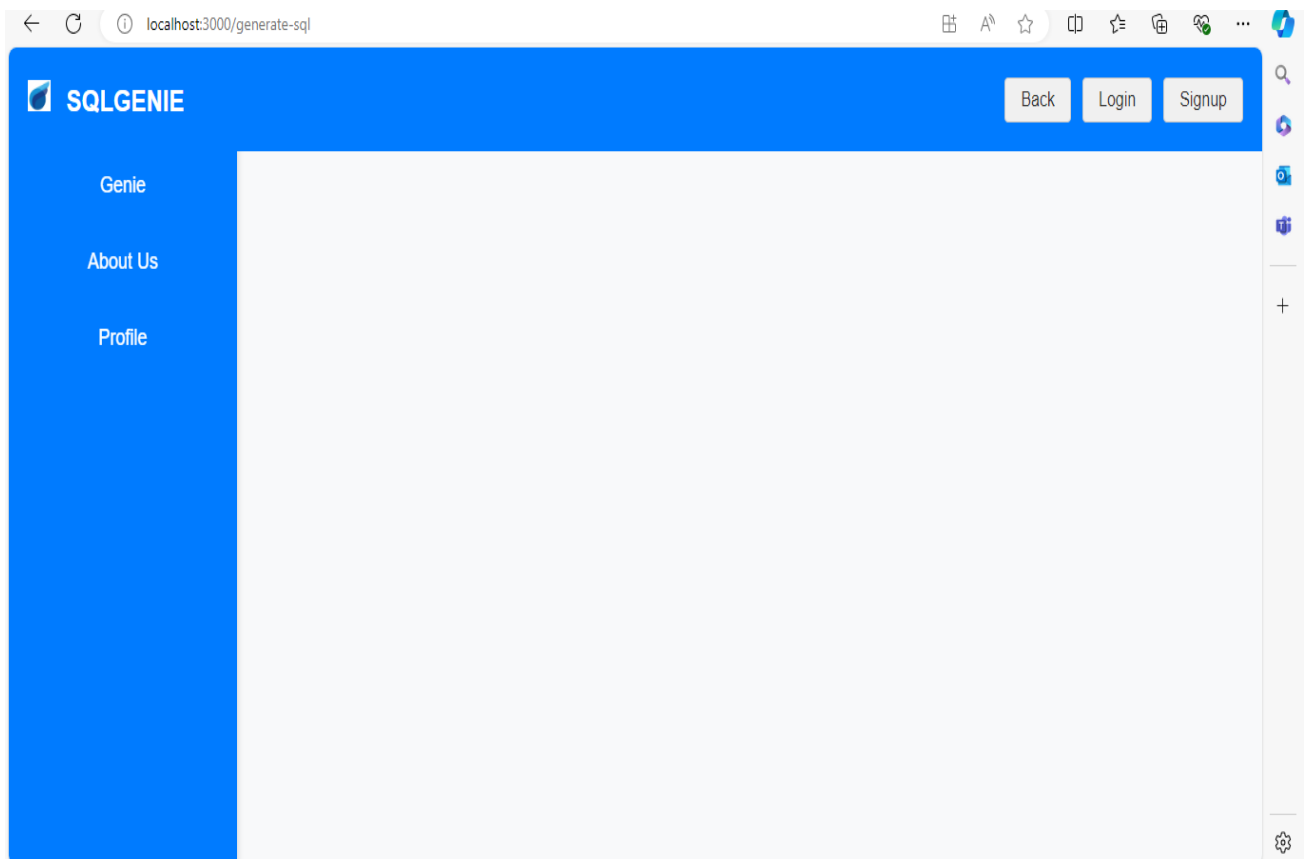 localhost:3000/generate-sql
SQLGENIE
Back Login Signup
Genie
About Us
Profile